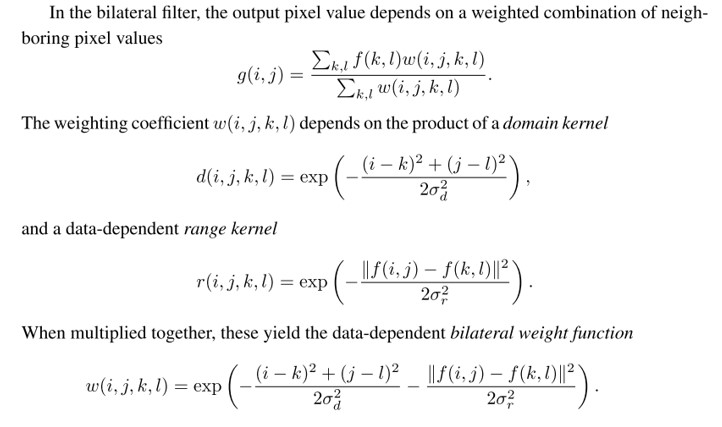 In the bilateral filter, the output pixel value depends on a weighted combination of neigh-
boring pixel values
g(i, j) = \frac{\sum_{k,l} f(k, l)w(i, j, k, l)}{\sum_{k,l} w(i, j, k, l)}.
The weighting coefficient w(i, j, k, l) depends on the product of a domain kernel
d(i, j, k, l) = \exp\left(-\frac{(i - k)^2 + (j - l)^2}{2\sigma_d^2}\right),
and a data-dependent range kernel
r(i, j, k, l) = \exp\left(-\frac{\|f(i, j) - f(k, l)\|^2}{2\sigma_r^2}\right).
When multiplied together, these yield the data-dependent bilateral weight function
w(i, j, k, l) = \exp\left(-\frac{(i - k)^2 + (j - l)^2}{2\sigma_d^2} - \frac{\|f(i, j) - f(k, l)\|^2}{2\sigma_r^2}\right).